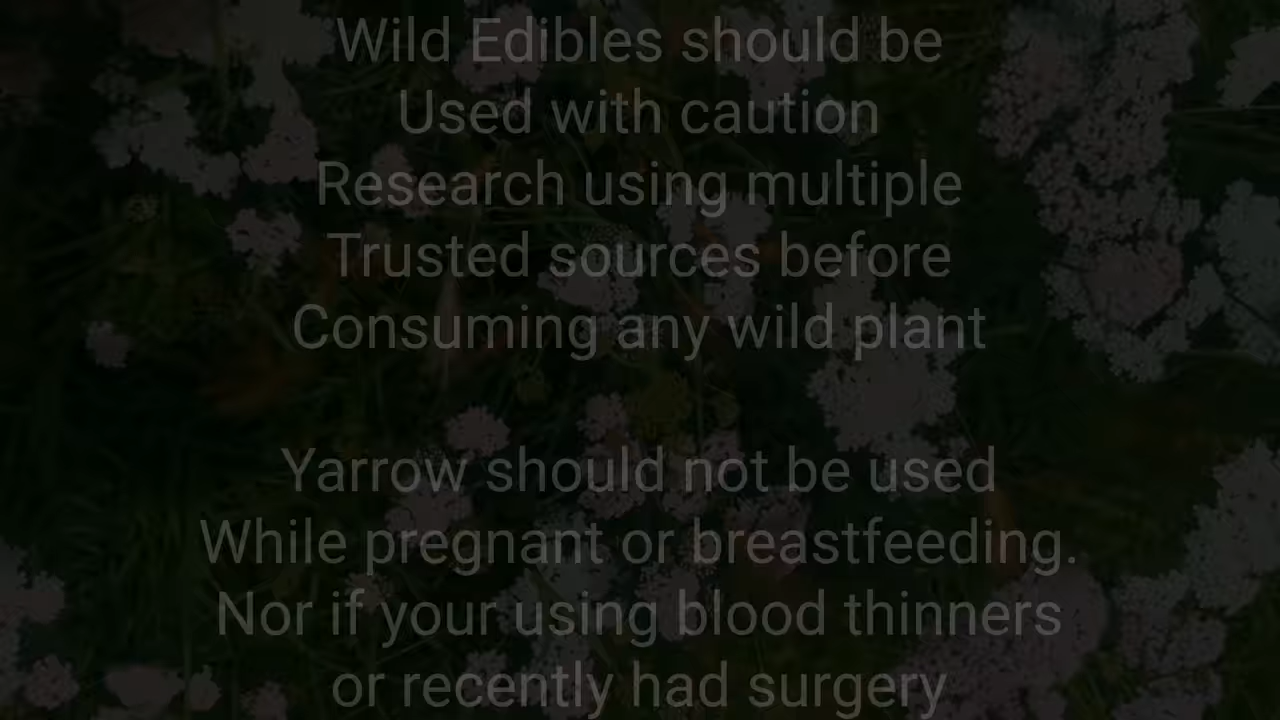 Wild Edibles should be
Used with caution
Research using multiple
Trusted sources before
Consuming any wild plant
Yarrow should not be used
While pregnant or breastfeeding.
Nor if your using blood thinners
or recently had surgery